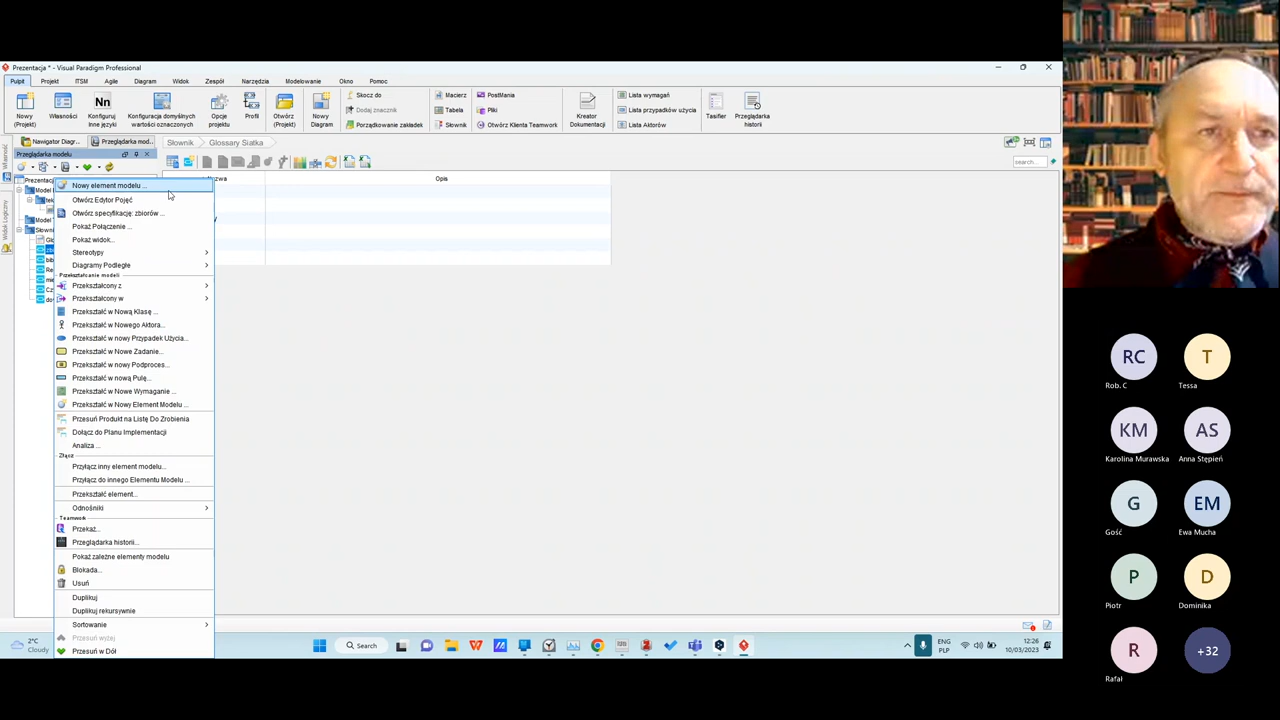 Prezentacja * - Visual Paradigm Professional
Pulpit Projekt ITSM Agile Diagram Widok Zespół Narzędzia Modelowanie Okno Pomoc
Nowy (Projekt)
Właśności
Konfiguruj Inne języki
Konfiguracja domyślnych wartości oznaczonych
Opcje projektu
Profil
Otwórz (Projekt)
Nowy Diagram
Skocz do
Dodaj znacznik
Porządkowanie zakładek
Macierz
Tabela
Słownik
PostMania
Pliki
Otwórz Klienta Teamwork
Kreator Dokumentacji
Lista wymagań
Lista przypadków użycia
Lista Aktorów
Tasifier
Przeglądarka historii
Navigator Diagr...
Przeglądarka mod...
Słownik
Glossary Siatka
Przeglądarka modelu
search...
Nazwa
Opis
Nowy element modelu ...
Otwórz Edytor Pojęć
Otwórz specyfikację: zbiorów ...
Pokaż Połączenie ...
Pokaż widok...
Stereotypy
Diagramy Podległe
Przekształcanie modeli
Przekształcony z
Przekształcony w
Przekształć w Nową Klasę ...
Przekształć w Nowego Aktora...
Przekształć w nowy Przypadek Użycia...
Przekształć w Nowe Zadanie...
Przekształć w nowy Podproces...
Przekształć w nową Pulę...
Przekształć w Nowe Wymaganie ...
Przekształć w Nowy Element Modelu ...
Przesuń Produkt na Listę Do Zrobienia
Dołącz do Planu Implementacji
Analiza ...
Złącz
Przyłącz inny element modelu...
Przyłącz do innego Elementu Modelu ...
Przekształć element...
Odnośniki
Teamwork
Przekaż...
Przeglądarka historii...
Pokaż zależne elementy modelu
Blokada...
Usuń
Duplikuj
Duplikuj rekursywnie
Sortowanie
Przesuń wyżej
Przesuń w Dół
2°C
Cloudy
Search
ENG
PLP
12:26
10/03/2023
RC
Rob. C
T
Tessa
KM
Karolina Murawska
AS
Anna Stępień
G
Gość
EM
Ewa Mucha
P
Piotr
D
Dominika
R
Rafał
+32